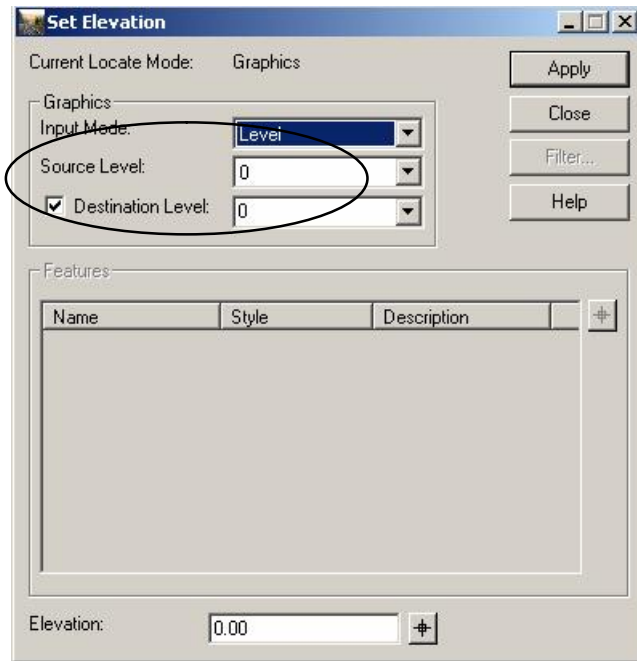 Set Elevation
Current Locate Mode: Graphics
Apply
Graphics
Close
Input Mode: Level
Filter...
Source Level: 0
Help
Destination Level: 0
Features
Name Style Description
Elevation: 0.00